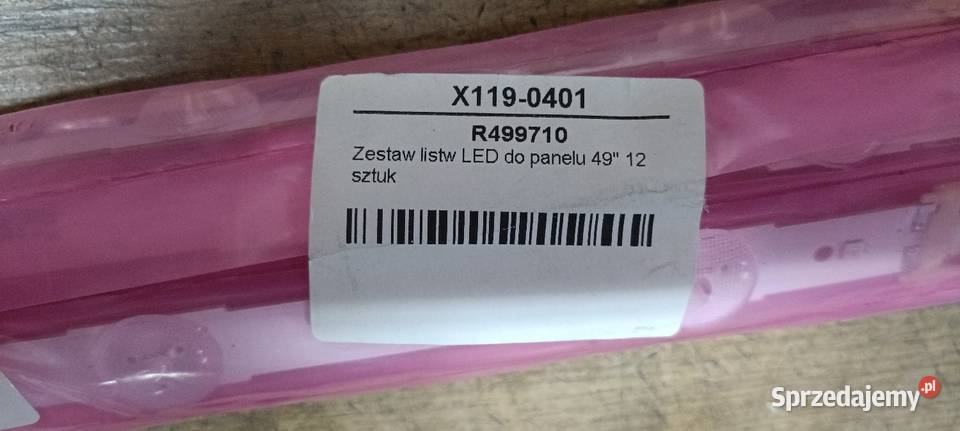 X119-0401
R499710
Zestaw listw LED do panelu 49" 12
sztuk
Sprzedajemy.pl